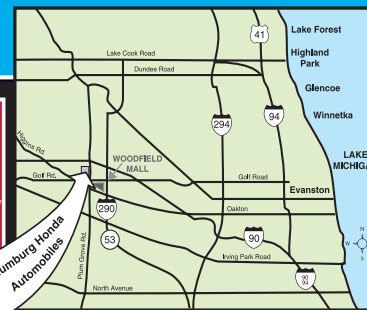 41
Lake Forest
Lake Cook Road
Highland
Park
Dundee Road
Glencoe
294
94
Winnetka
Higgins Rd.
WOODFIELD
MALL
LAKE
Golf Rd.
Golf Road
Evanston
290
Oakton
Honda
Automobiles
Plum Grove Rd.
53
90
Irving Park Road
N
W
S
North Avenue
90
94